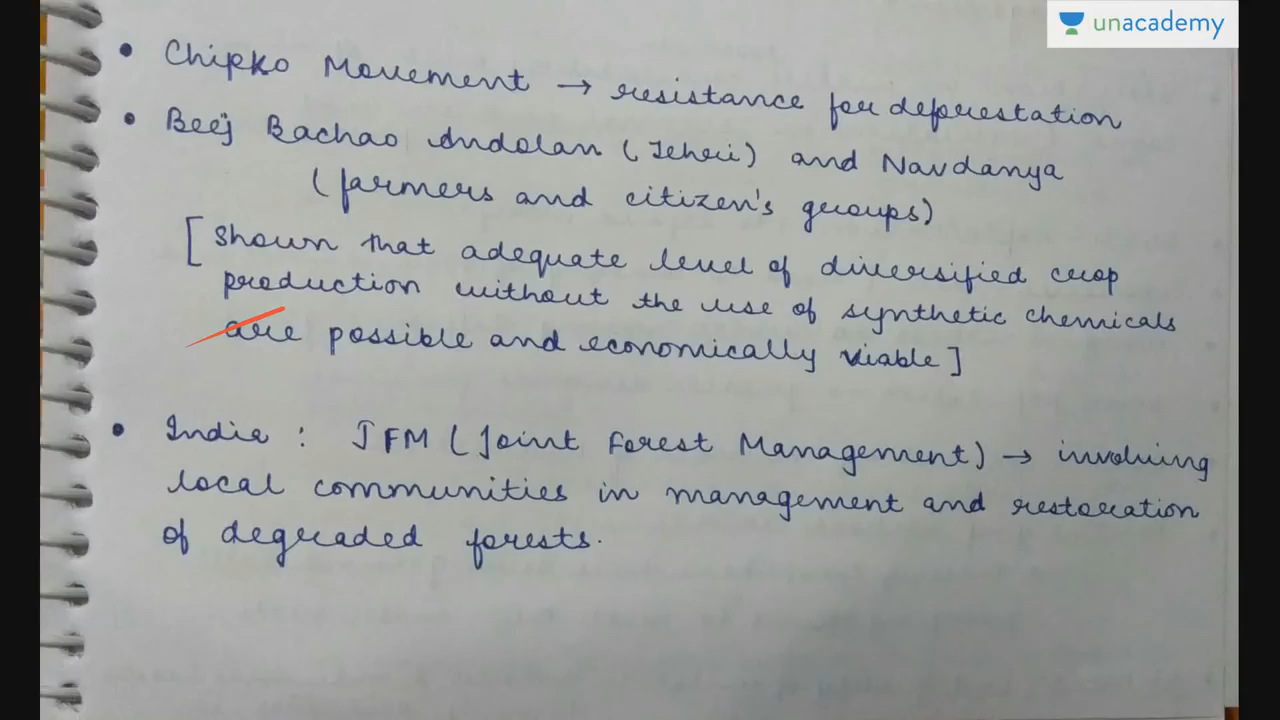 unacademy
• Chipko Movement → resistance for deforestation
• Beej Bachao Andolan (Tehri) and Navdanya
(farmers and citizen's groups)
[Shown that adequate level of diversified crop
production without the use of synthetic chemicals
are possible and economically viable]
• India : JFM (Joint Forest Management) → involving
local communities in management and restoration
of degraded forests.